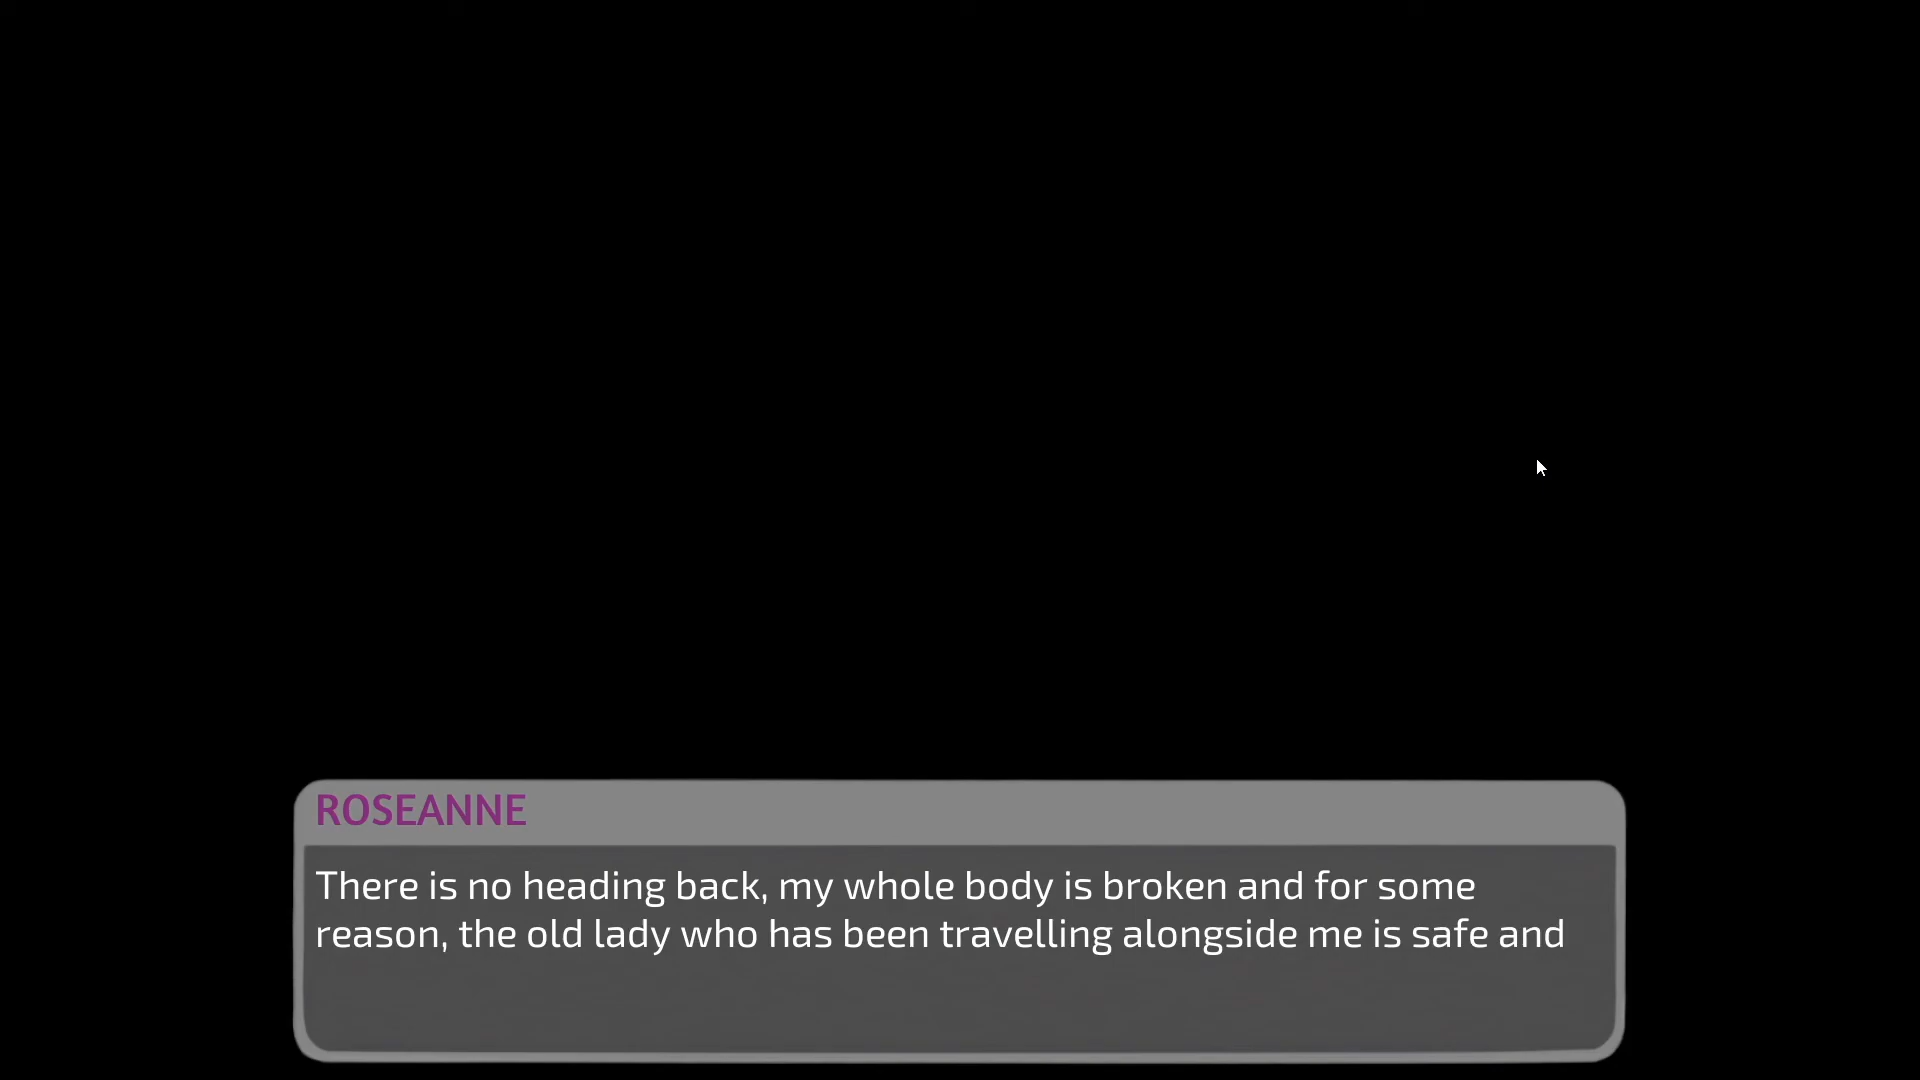 ROSEANNE
There is no heading back, my whole body is broken and for some
reason, the old lady who has been travelling alongside me is safe and